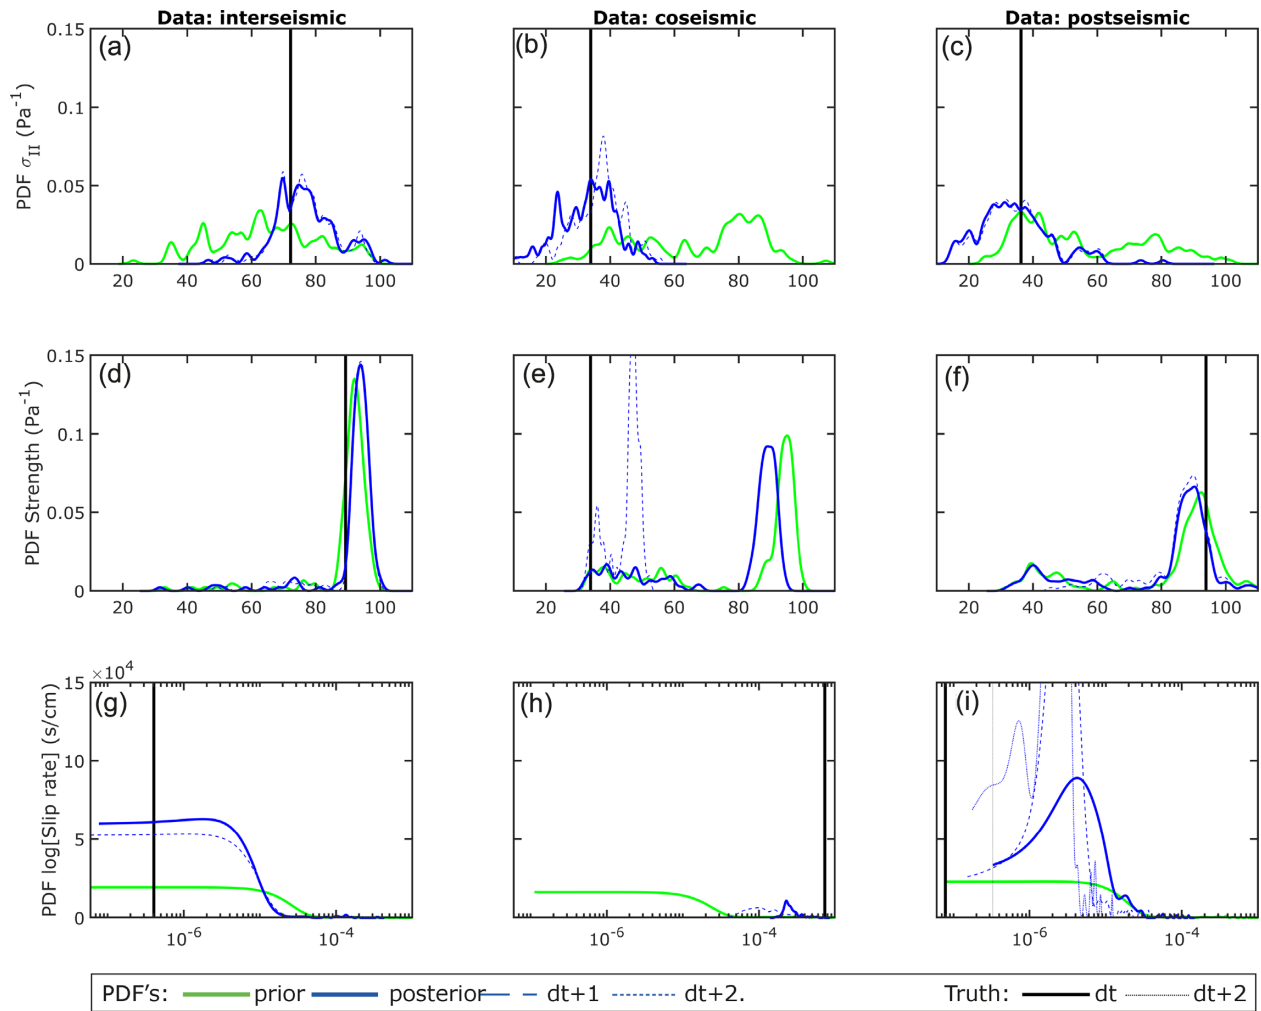 Data: interseismic Data: coseismic Data: postseismic
(a) (b) (c)
PDF σII (Pa-1)
0.15
0.1
0.05
0
20 40 60 80 100 20 40 60 80 100 20 40 60 80 100
(d) (e) (f)
PDF Strength (Pa-1)
0.15
0.1
0.05
0
20 40 60 80 100 20 40 60 80 100 20 40 60 80 100
×10^4
(g) (h) (i)
PDF log[Slip rate] (s/cm)
15
10
5
0
10-6 10-4 10-6 10-4 10-6 10-4
PDF's: prior posterior dt+1 dt+2. Truth: dt dt+2